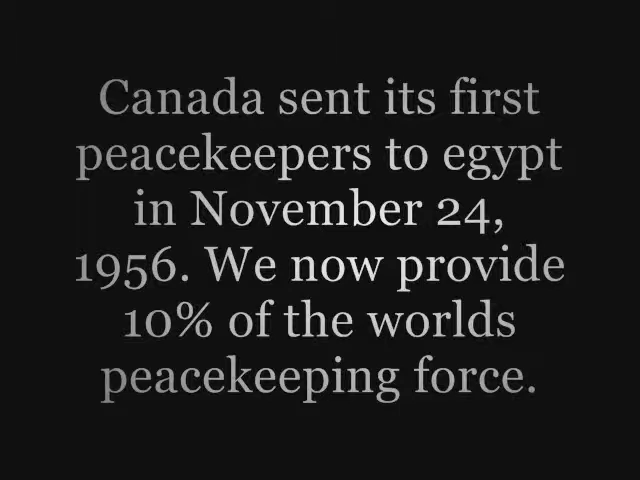 Canada sent its first
peacekeepers to egypt
in November 24,
1956. We now provide
10% of the worlds
peacekeeping force.